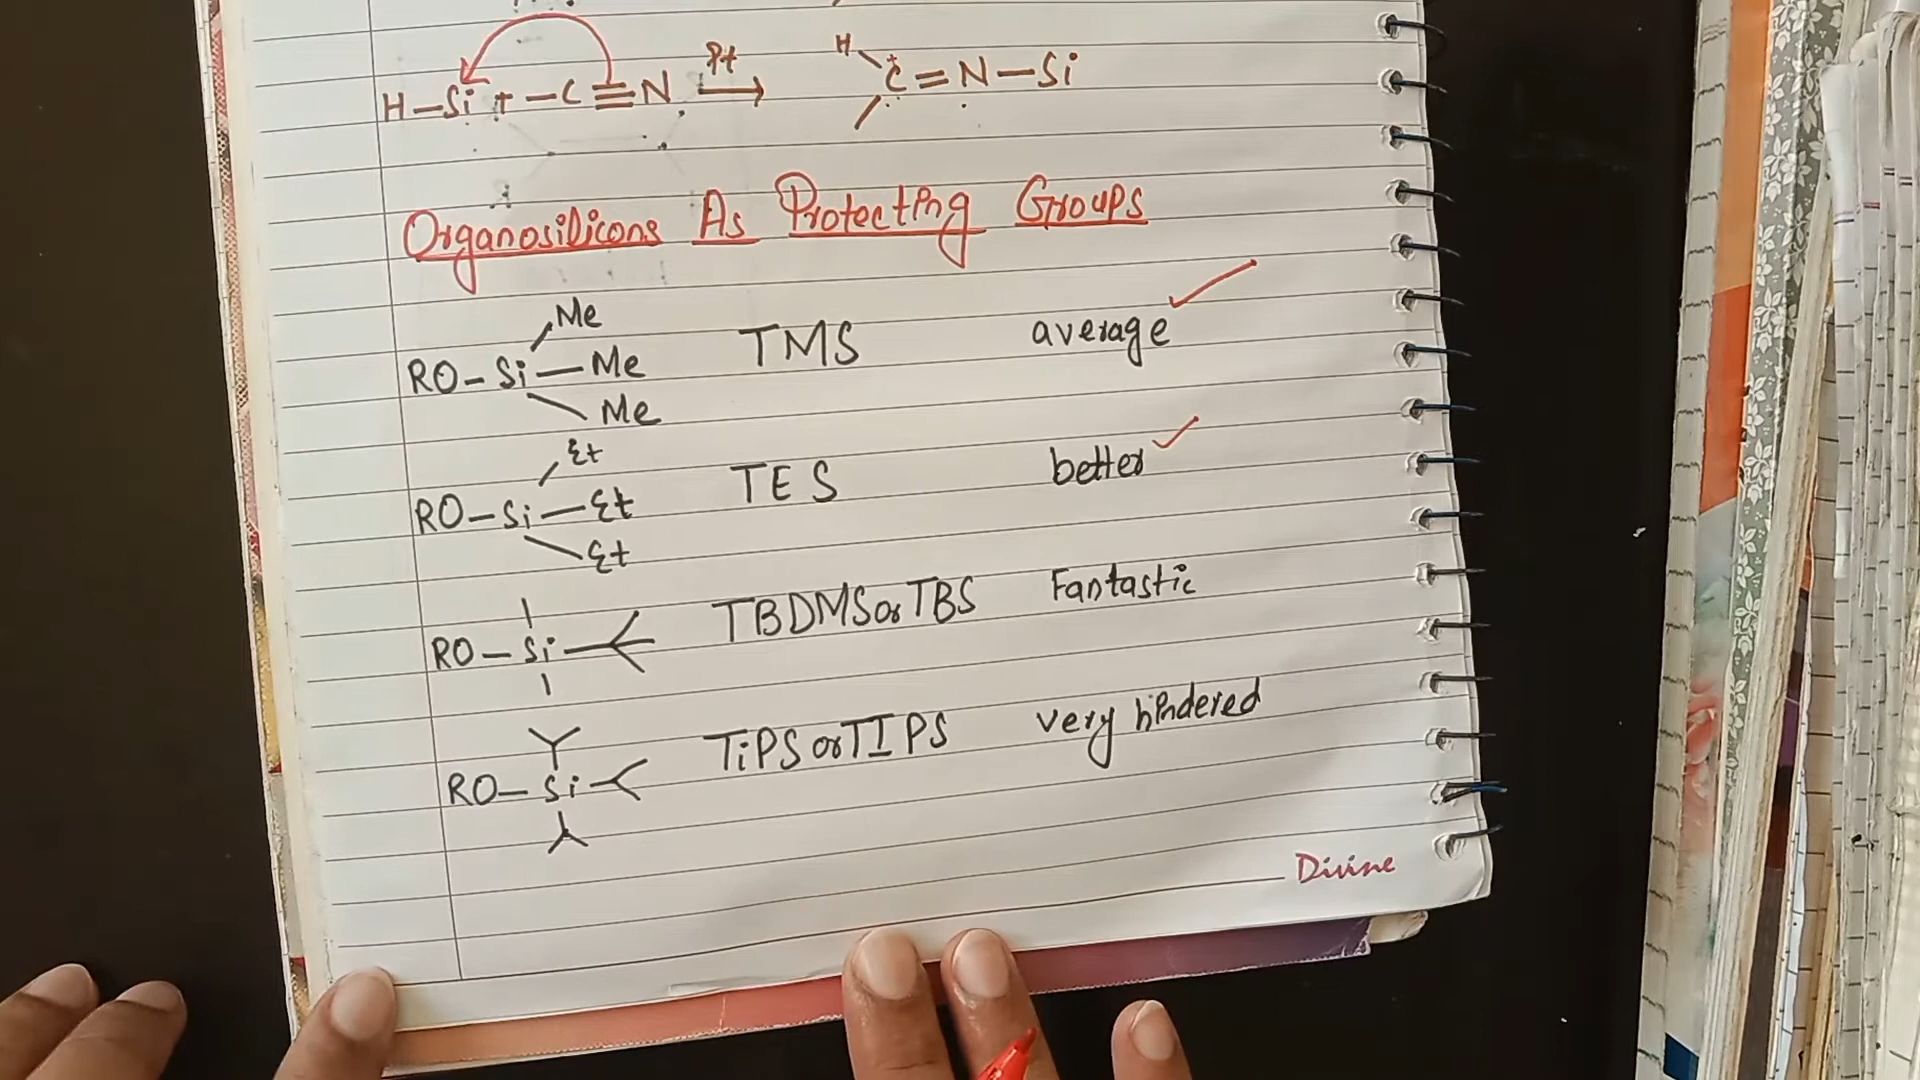 H-Si + -C≡N Pt→ H C=N-Si
Organosilicons As Protecting Groups
Me
RO-Si-Me TMS average
Me
Et
RO-Si-Et TES better
Et
RO-Si TBDMS or TBS Fantastic
RO-Si TiPS or TIPS very hindered
Divine